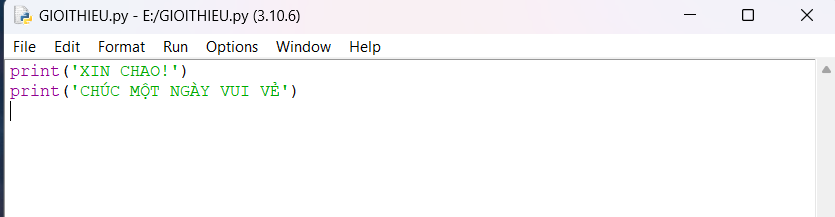 GIOITHIEU.py - E:/GIOITHIEU.py (3.10.6)
File Edit Format Run Options Window Help
print('XIN CHAO!')
print('CHÚC MỘT NGÀY VUI VẺ')